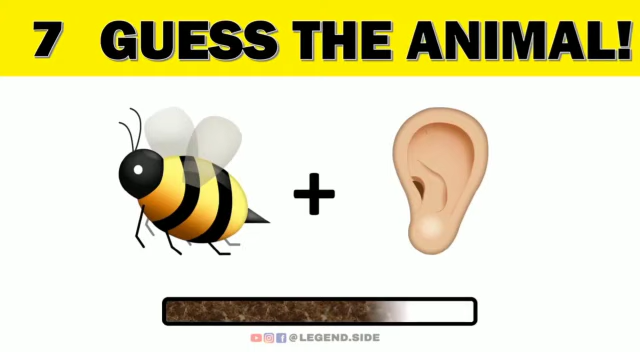 7 GUESS THE ANIMAL!
+
@LEGEND.SIDE